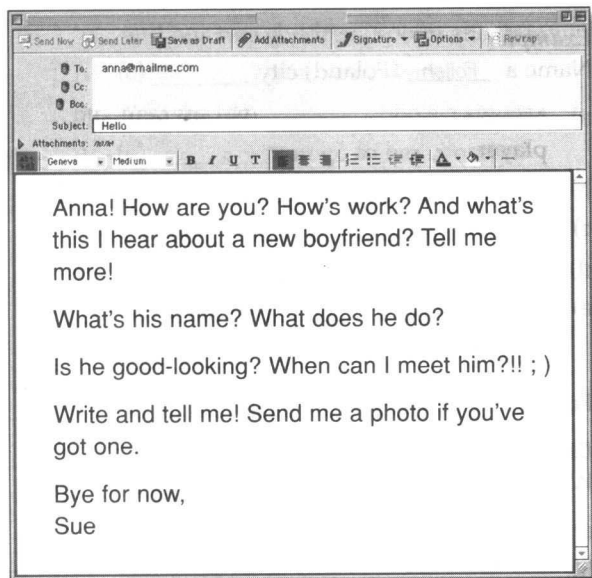 Send Now Send Later Save as Draft Add Attachments Signature Options Rewrap
To: anna@mailme.com
Cc:
Bcc:
Subject: Hello
Attachments:
Geneva Medium B I U T A
Anna! How are you? How's work? And what's
this I hear about a new boyfriend? Tell me
more!
What's his name? What does he do?
Is he good-looking? When can I meet him?!! ; )
Write and tell me! Send me a photo if you've
got one.
Bye for now,
Sue